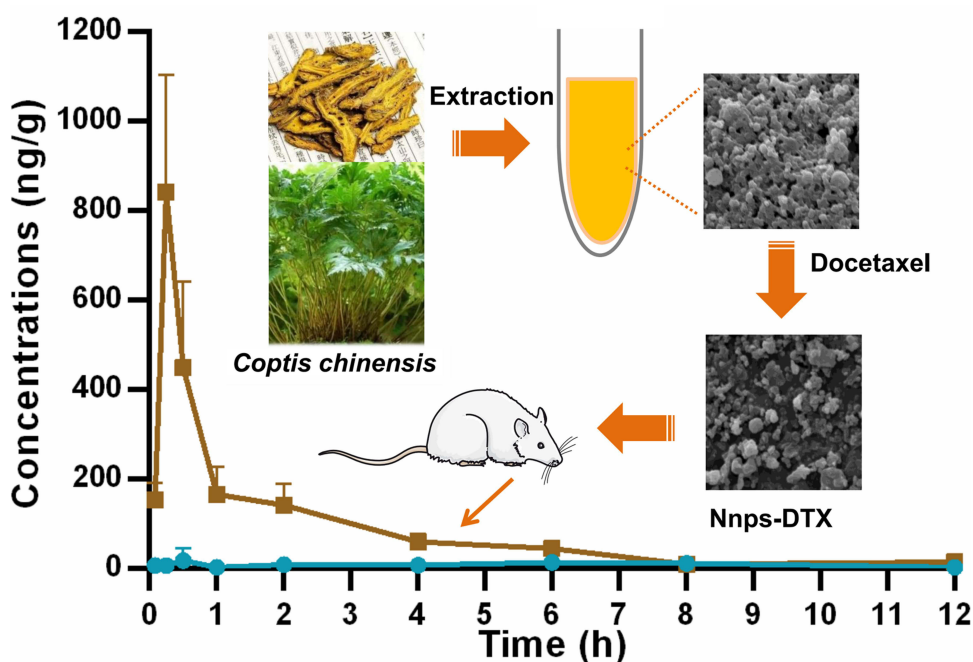 Concentrations (ng/g)
1200
1000
800
600
400
200
0
Extraction
Coptis chinensis
Docetaxel
Nnps-DTX
0 1 2 3 4 5 6 7 8 9 10 11 12
Time (h)